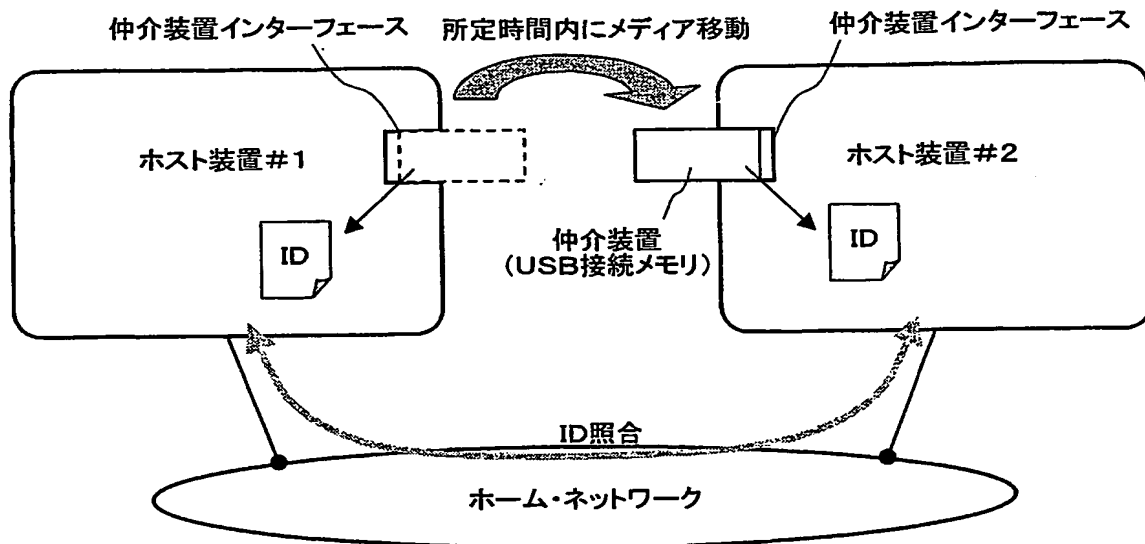 仲介装置インターフェース
所定時間内にメディア移動
仲介装置インターフェース
ホスト装置#1
ホスト装置#2
ID
仲介装置
(USB接続メモリ)
ID
ID照合
ホーム・ネットワーク